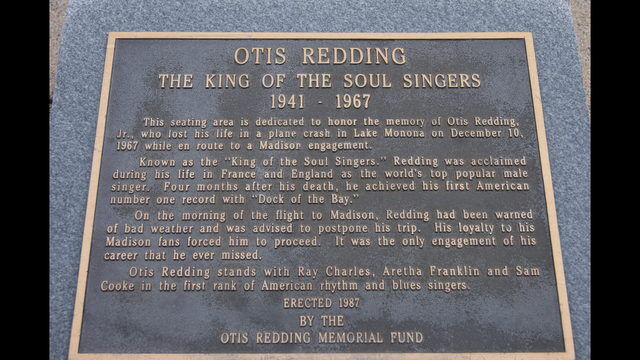 OTIS REDDING
THE KING OF THE SOUL SINGERS
1941 - 1967
This seating area is dedicated to honor the memory of Otis Redding,
Jr., who lost his life in a plane crash in Lake Monona on December 10,
1967 while en route to a Madison engagement.
Known as the "King of the Soul Singers." Redding was acclaimed
during his life in France and England as the world's top popular male
singer. Four months after his death, he achieved his first American
number one record with "Dock of the Bay."
On the morning of the flight to Madison, Redding had been warned
of bad weather and was advised to postpone his trip. His loyalty to his
Madison fans forced him to proceed. It was the only engagement of his
career that he ever missed.
Otis Redding stands with Ray Charles, Aretha Franklin and Sam
Cooke in the first rank of American rhythm and blues singers.
ERECTED 1987
BY THE
OTIS REDDING MEMORIAL FUND